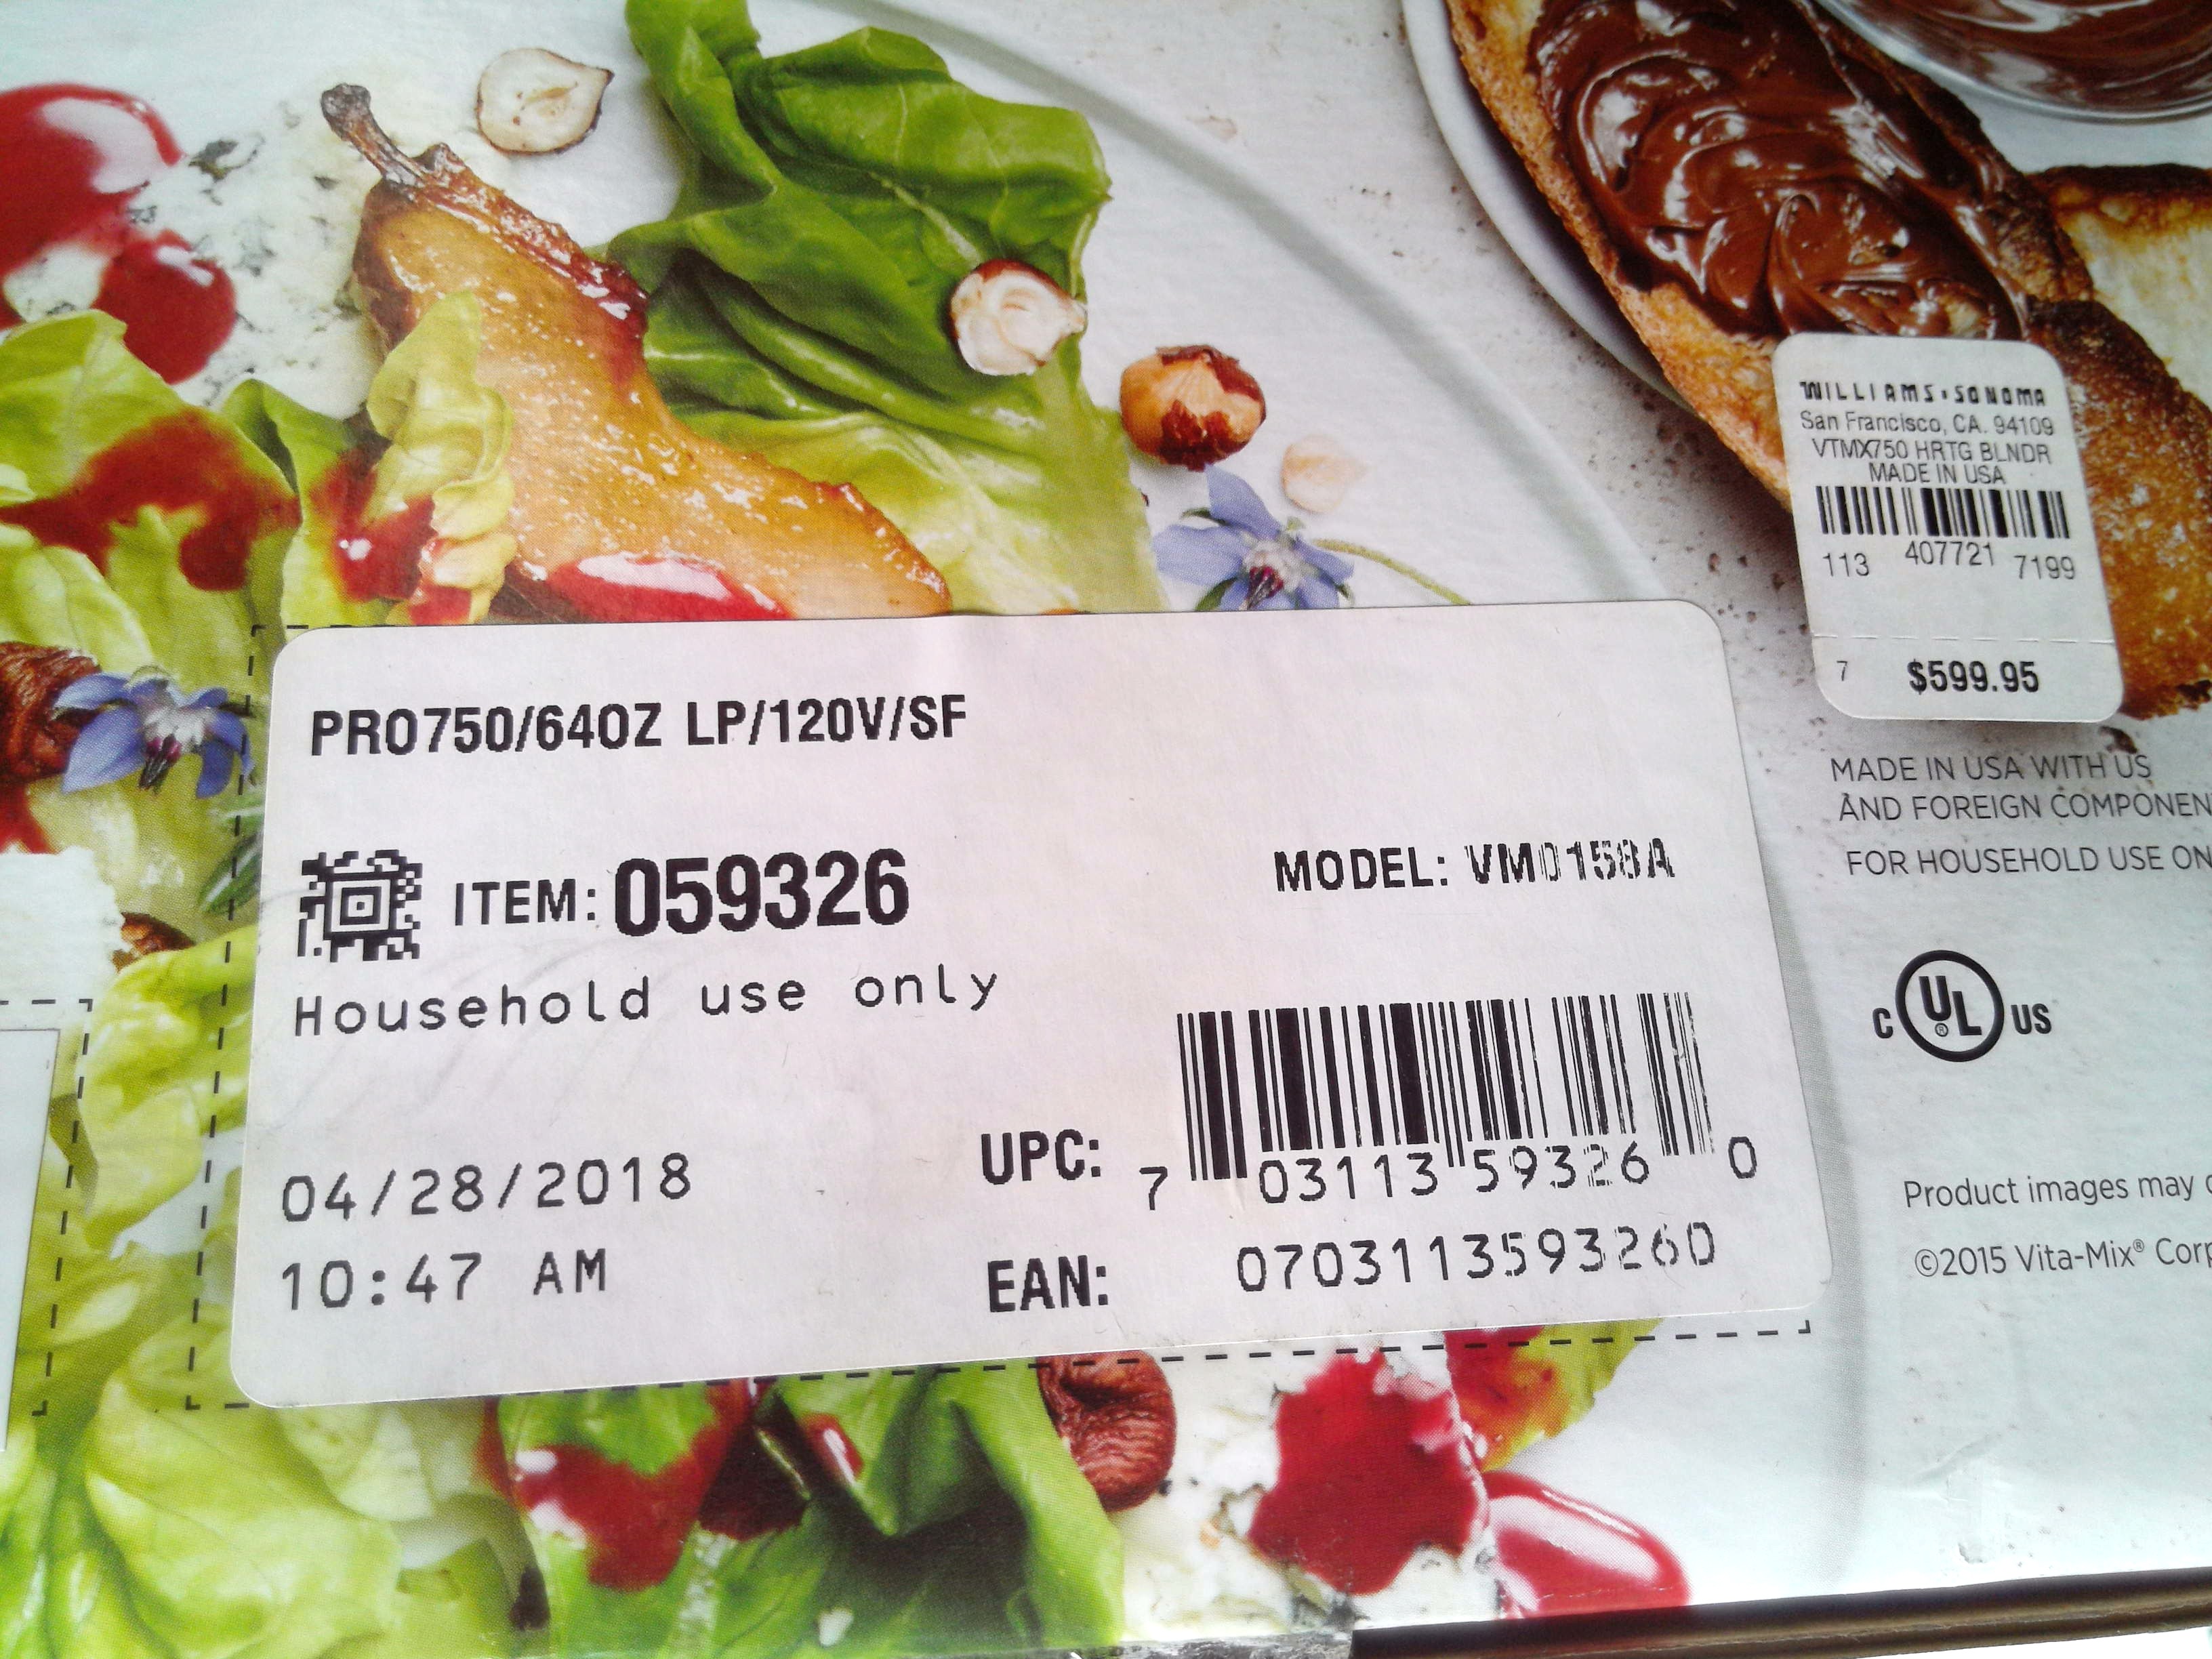 WILLIAMS-SONOMA
San Francisco, CA. 94109
VTMX750 HRTG BLNDR
MADE IN USA
113 407721 7199
7 $599.95
PRO750/64OZ LP/120V/SF
ITEM: 059326
MODEL: VM0158A
Household use only
04/28/2018
10:47 AM
UPC: 7 03113 59326 0
EAN: 0703113593260
MADE IN USA WITH US
AND FOREIGN COMPONEN
FOR HOUSEHOLD USE ON
C UL® US
Product images may
©2015 Vita-Mix® Corp